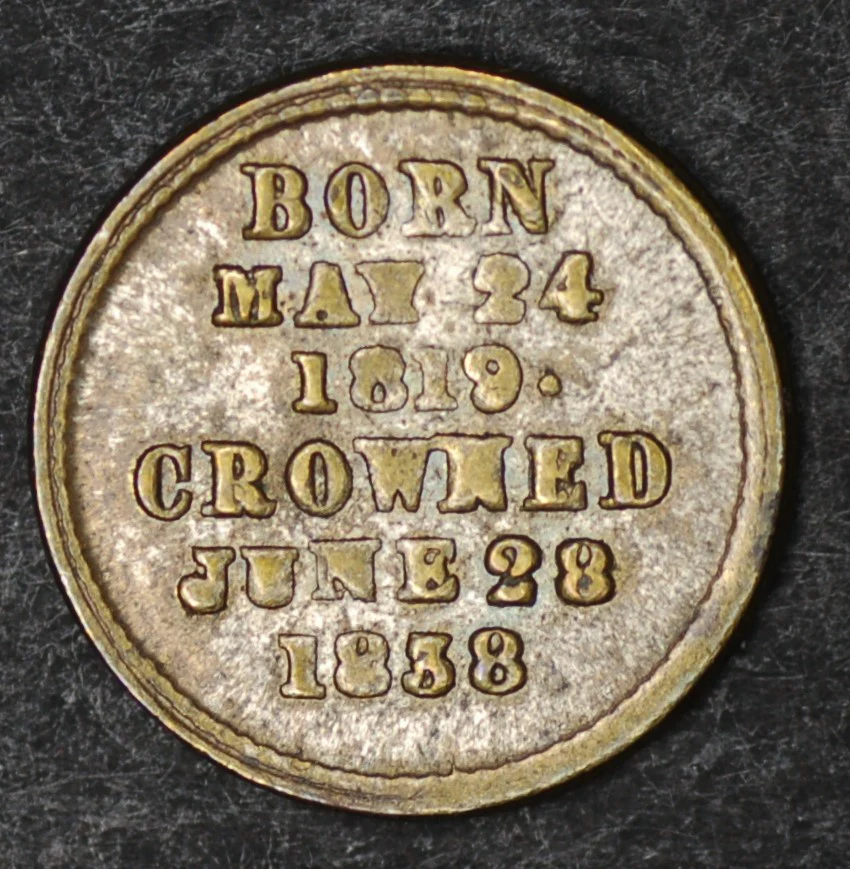 BORN
MAY 24
1819.
CROWNED
JUNE 28
1838